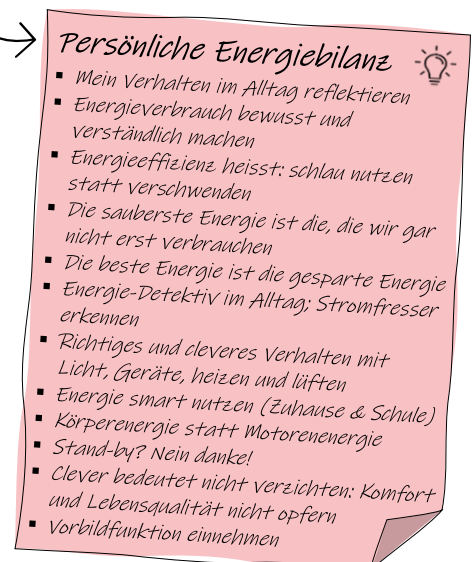 Persönliche Energiebilanz
▪ Mein Verhalten im Alltag reflektieren
▪ Energieverbrauch bewusst und
verständlich machen
▪ Energieeffizienz heisst: schlau nutzen
statt verschwenden
▪ Die sauberste Energie ist die, die wir gar
nicht erst verbrauchen
▪ Die beste Energie ist die gesparte Energie
▪ Energie-Detektiv im Alltag; Stromfresser
erkennen
▪ Richtiges und cleveres Verhalten mit
Licht, Geräte, heizen und lüften
▪ Energie smart nutzen (Zuhause & Schule)
▪ Körperenergie statt Motorenenergie
▪ Stand-by? Nein danke!
▪ Clever bedeutet nicht verzichten: Komfort
und Lebensqualität nicht opfern
▪ Vorbildfunktion einnehmen